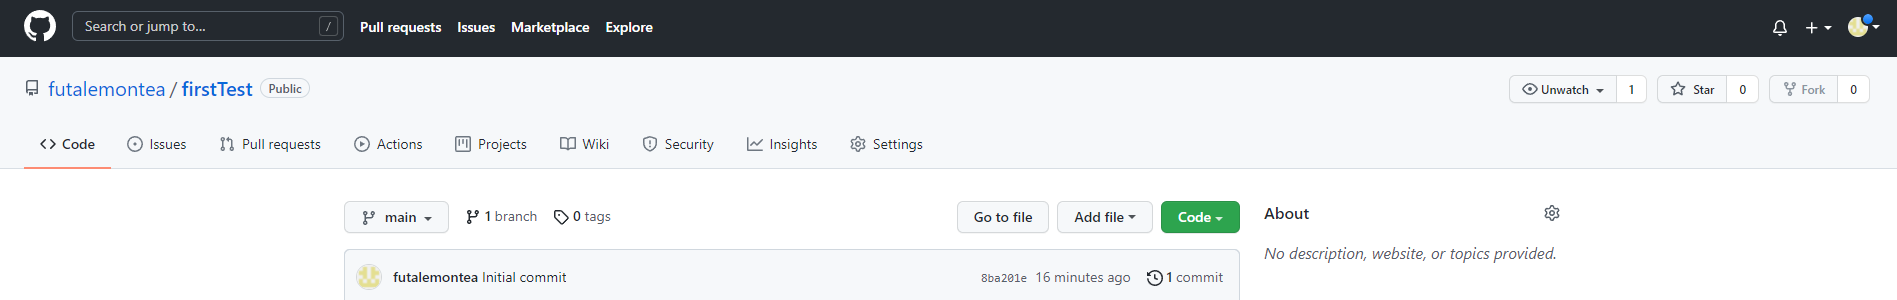 Search or jump to... / Pull requests Issues Marketplace Explore
futalemontea / firstTest Public Unwatch 1 Star 0 Fork 0
Code Issues Pull requests Actions Projects Wiki Security Insights Settings
main 1 branch 0 tags Go to file Add file Code About
No description, website, or topics provided.
futalemontea Initial commit 8ba201e 16 minutes ago 1 commit